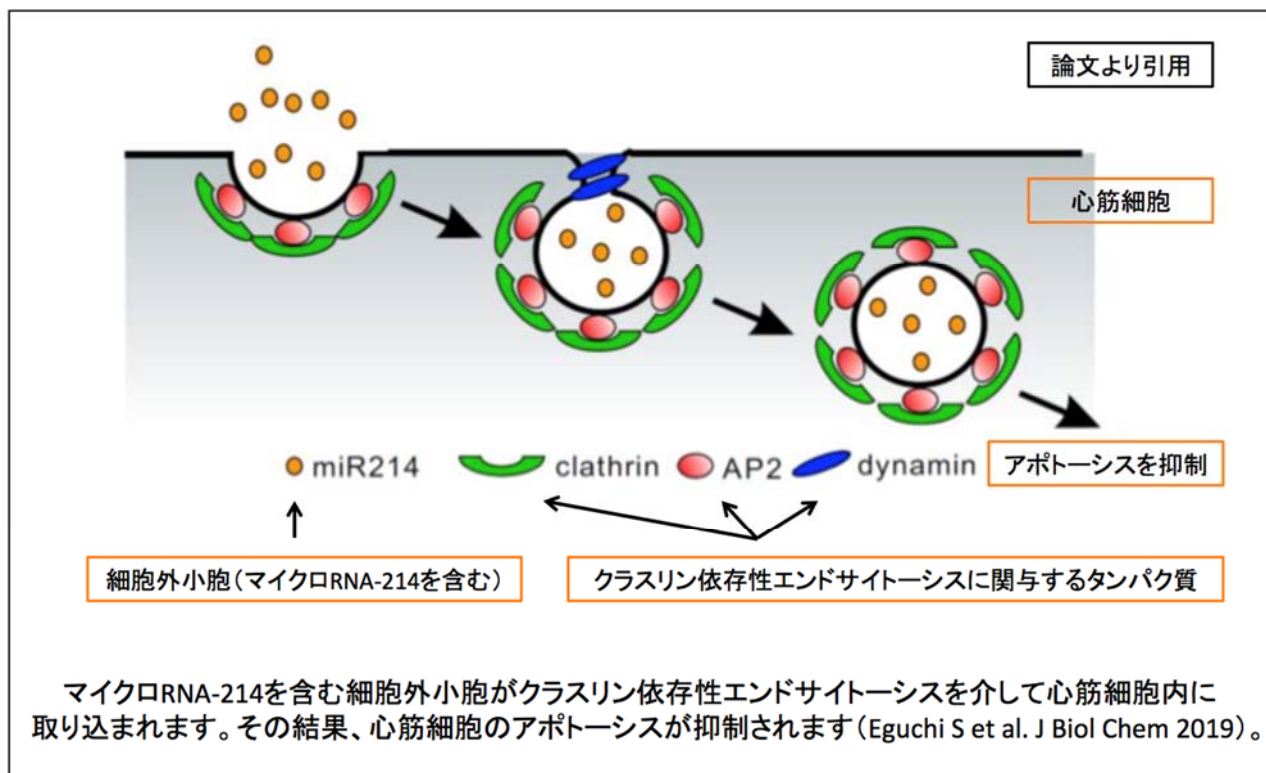 論文より引用
心筋細胞
miR214 clathrin AP2 dynamin
アポトーシスを抑制
細胞外小胞(マイクロRNA-214を含む)
クラスリン依存性エンドサイトーシスに関与するタンパク質
マイクロRNA-214を含む細胞外小胞がクラスリン依存性エンドサイトーシスを介して心筋細胞内に
取り込まれます。その結果、心筋細胞のアポトーシスが抑制されます(Eguchi S et al. J Biol Chem 2019)。